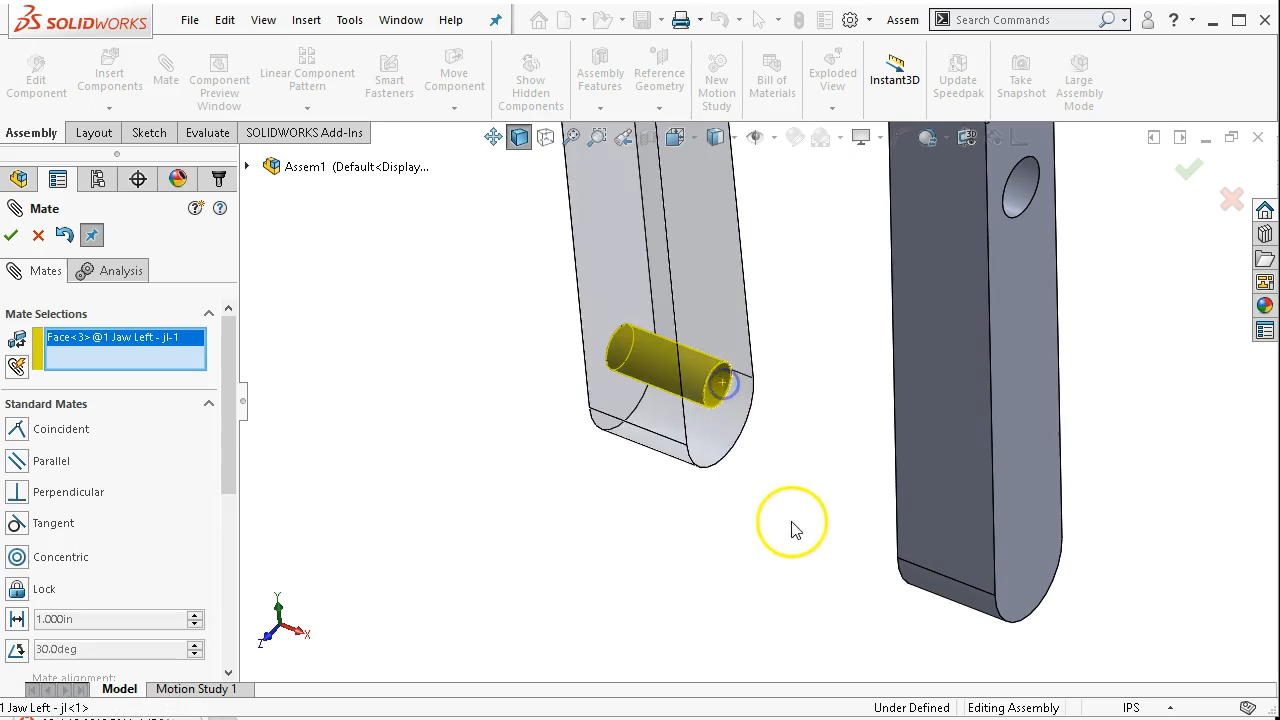 SOLIDWORKS
File Edit View Insert Tools Window Help
Assem
Search Commands
Edit Component
Insert Components
Mate
Component Preview Window
Linear Component Pattern
Smart Fasteners
Move Component
Show Hidden Components
Assembly Features
Reference Geometry
New Motion Study
Bill of Materials
Exploded View
Instant3D
Update Speedpak
Take Snapshot
Large Assembly Mode
Assembly Layout Sketch Evaluate SOLIDWORKS Add-Ins
Assem1 (Default<Display...
Mate
Mates Analysis
Mate Selections
Face<3>@1 Jaw Left - jl-1
Standard Mates
Coincident
Parallel
Perpendicular
Tangent
Concentric
Lock
1.000in
30.0deg
Mate alignment:
Y
Z X
Model Motion Study 1
1 Jaw Left - jl<1> Under Defined Editing Assembly IPS